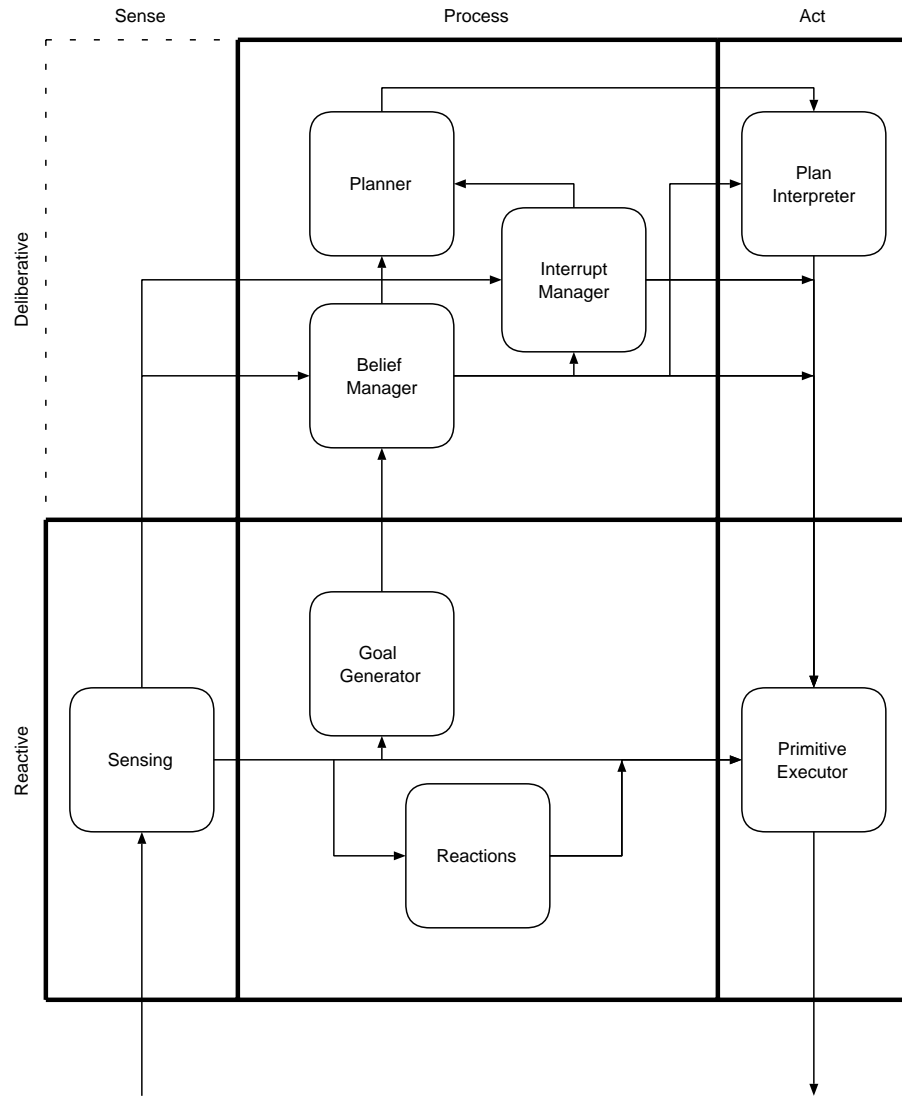 Sense
Process
Act
Deliberative
Planner
Plan
Interpreter
Interrupt
Manager
Belief
Manager
Reactive
Goal
Generator
Sensing
Primitive
Executor
Reactions